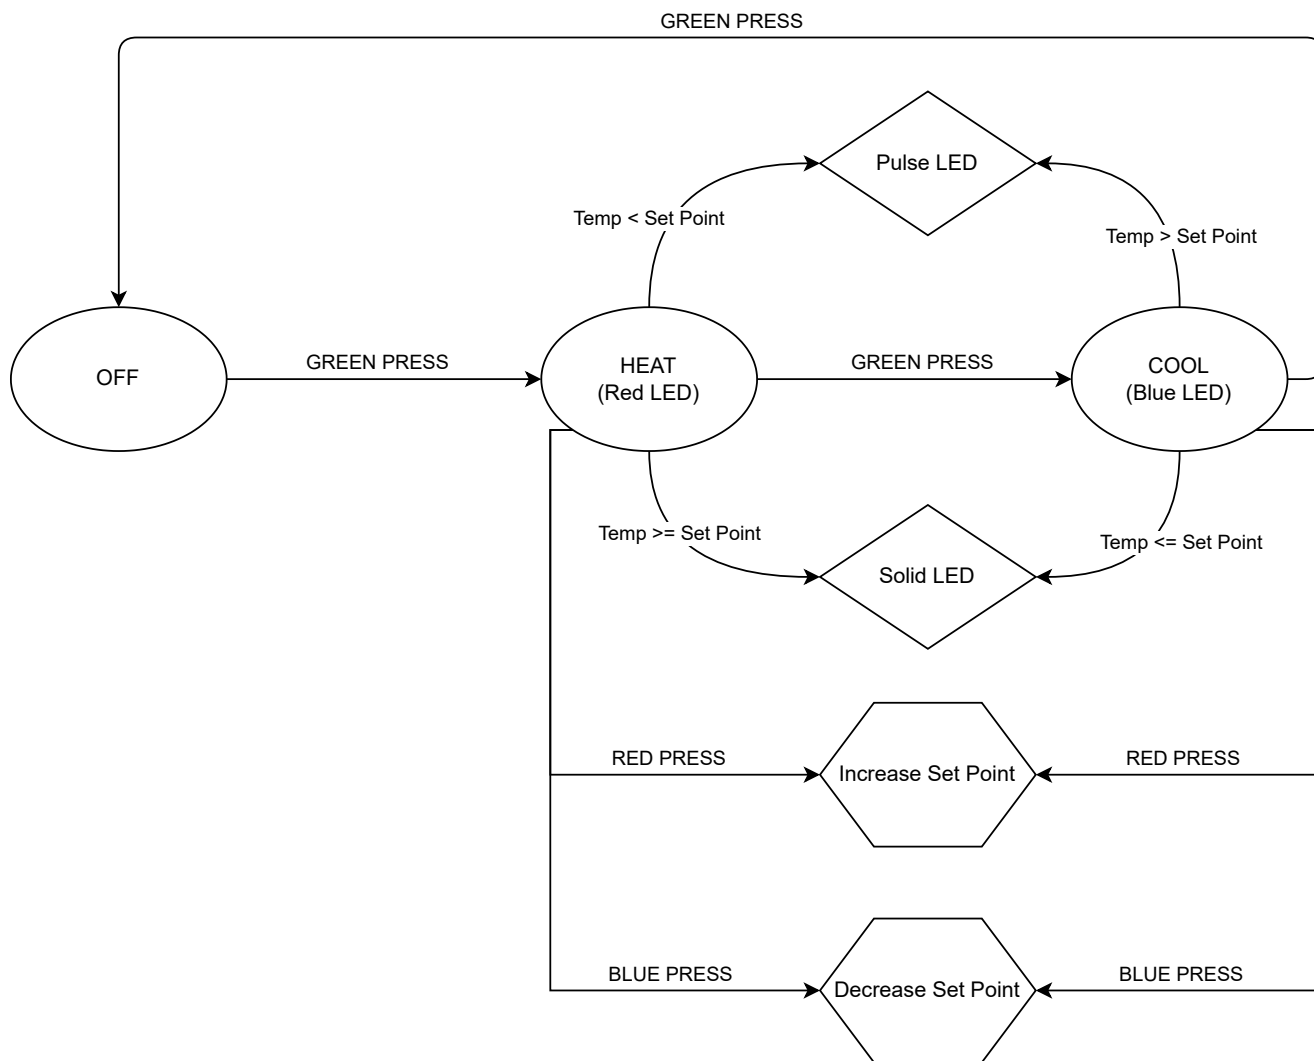 GREEN PRESS
Pulse LED
Temp < Set Point
Temp > Set Point
OFF
GREEN PRESS
HEAT
(Red LED)
GREEN PRESS
COOL
(Blue LED)
Temp >= Set Point
Temp <= Set Point
Solid LED
RED PRESS
Increase Set Point
RED PRESS
BLUE PRESS
Decrease Set Point
BLUE PRESS